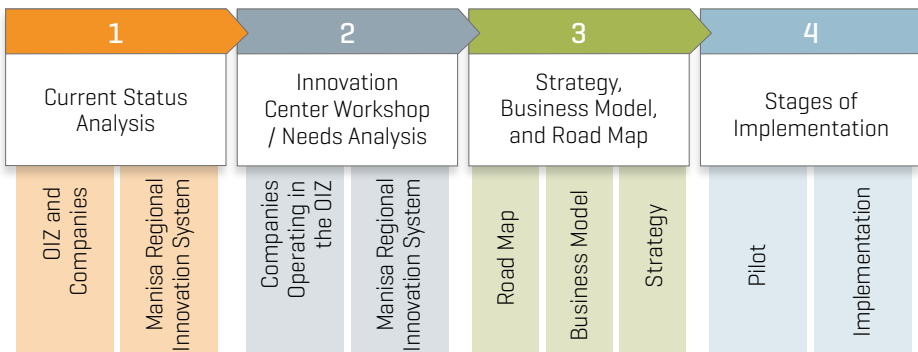 1
Current Status
Analysis
OIZ and
Companies
Manisa Regional
Innovation System
2
Innovation
Center Workshop
/ Needs Analysis
Companies
Operating in
the OIZ
Manisa Regional
Innovation System
3
Strategy,
Business Model,
and Road Map
Road Map
Business Model
Strategy
4
Stages of
Implementation
Pilot
Implementation